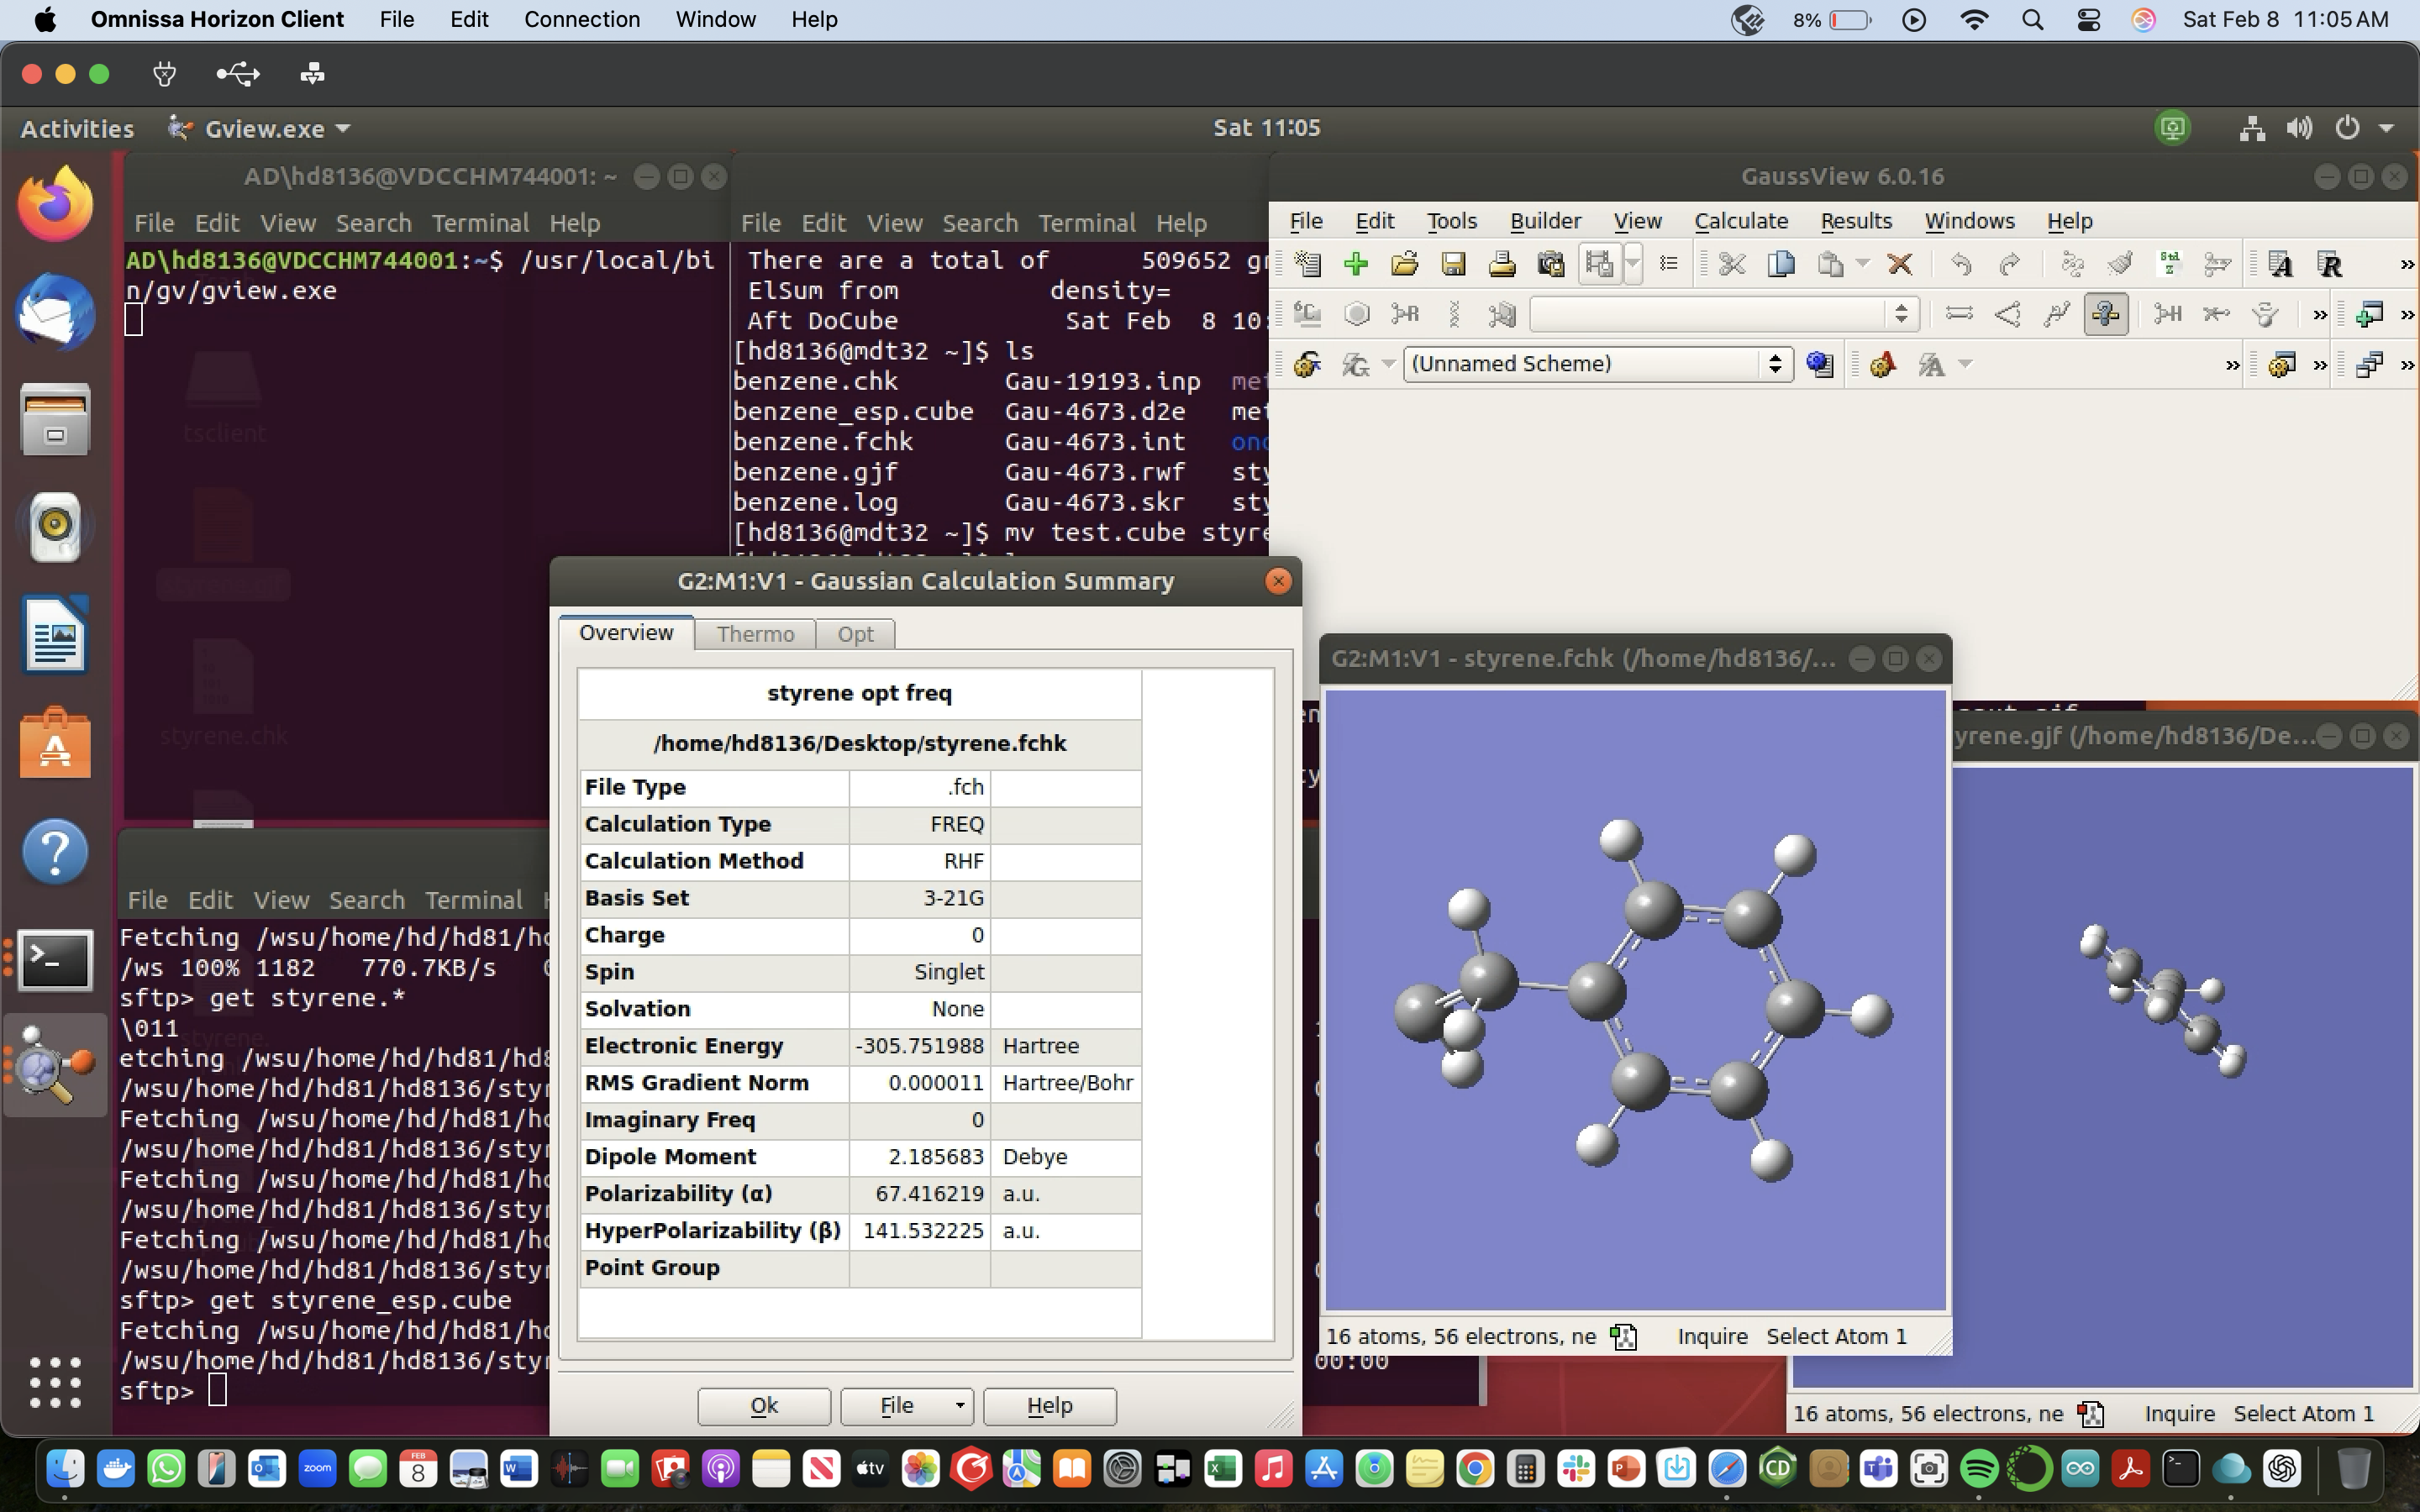 Omnissa Horizon Client File Edit Connection Window Help
8% Sat Feb 8 11:05 AM
Activities Gview.exe Sat 11:05
AD\hd8136@VDCCHM744001: ~
File Edit View Search Terminal Help
AD\hd8136@VDCCHM744001:~$ /usr/local/bi
n/gv/gview.exe
tsclient
styrene.chk
File Edit View Search Terminal Help
There are a total of 509652 gr
ElSum from density=
Aft DoCube Sat Feb 8 10:
[hd8136@mdt32 ~]$ ls
benzene.chk Gau-19193.inp met
benzene_esp.cube Gau-4673.d2e met
benzene.fchk Gau-4673.int ond
benzene.gjf Gau-4673.rwf sty
benzene.log Gau-4673.skr sty
[hd8136@mdt32 ~]$ mv test.cube styre
GaussView 6.0.16
File Edit Tools Builder View Calculate Results Windows Help
(Unnamed Scheme)
G2:M1:V1 - Gaussian Calculation Summary
Overview Thermo Opt
styrene opt freq
/home/hd8136/Desktop/styrene.fchk
File Type .fch
Calculation Type FREQ
Calculation Method RHF
Basis Set 3-21G
Charge 0
Spin Singlet
Solvation None
Electronic Energy -305.751988 Hartree
RMS Gradient Norm 0.000011 Hartree/Bohr
Imaginary Freq 0
Dipole Moment 2.185683 Debye
Polarizability (α) 67.416219 a.u.
HyperPolarizability (β) 141.532225 a.u.
Point Group
Ok File Help
G2:M1:V1 - styrene.fchk (/home/hd8136/...
16 atoms, 56 electrons, ne Inquire Select Atom 1
yrene.gjf (/home/hd8136/De...
16 atoms, 56 electrons, ne Inquire Select Atom 1
00:00
File Edit View Search Terminal
Fetching /wsu/home/hd/hd81/hd
/ws 100% 1182 770.7KB/s
sftp> get styrene.*
\011
etching /wsu/home/hd/hd81/hd8
/wsu/home/hd/hd81/hd8136/styr
Fetching /wsu/home/hd/hd81/hd
/wsu/home/hd/hd81/hd8136/styr
Fetching /wsu/home/hd/hd81/hd
/wsu/home/hd/hd81/hd8136/styr
Fetching /wsu/home/hd/hd81/hd
/wsu/home/hd/hd81/hd8136/styr
sftp> get styrene_esp.cube
Fetching /wsu/home/hd/hd81/hd
/wsu/home/hd/hd81/hd8136/styr
sftp>
zoom
FEB
8
tv
CD